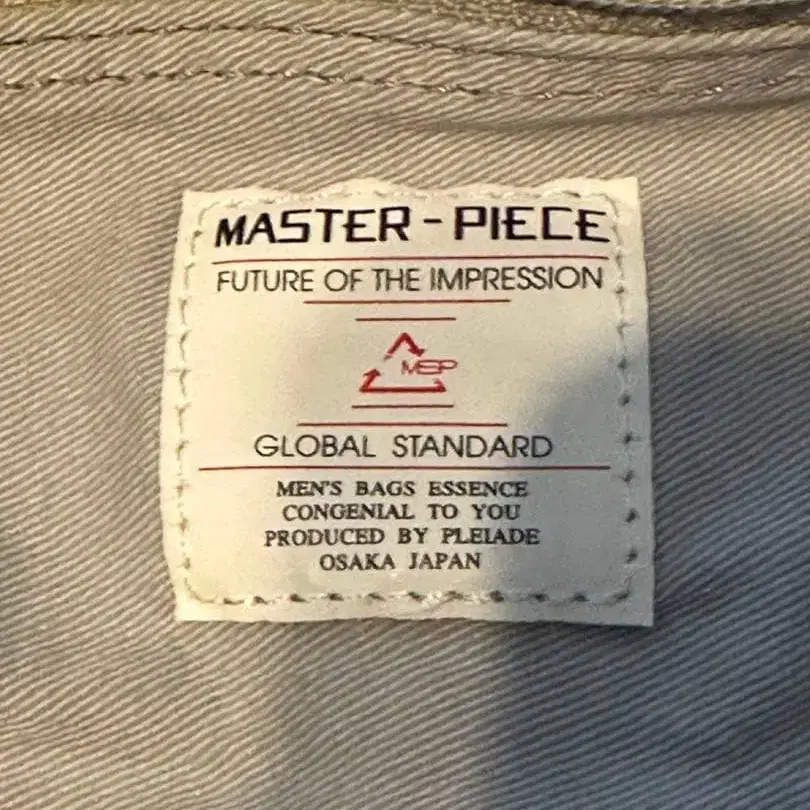 MASTER-PIECE
FUTURE OF THE IMPRESSION
MSP
GLOBAL STANDARD
MEN'S BAGS ESSENCE
CONGENIAL TO YOU
PRODUCED BY PLEIADE
OSAKA JAPAN